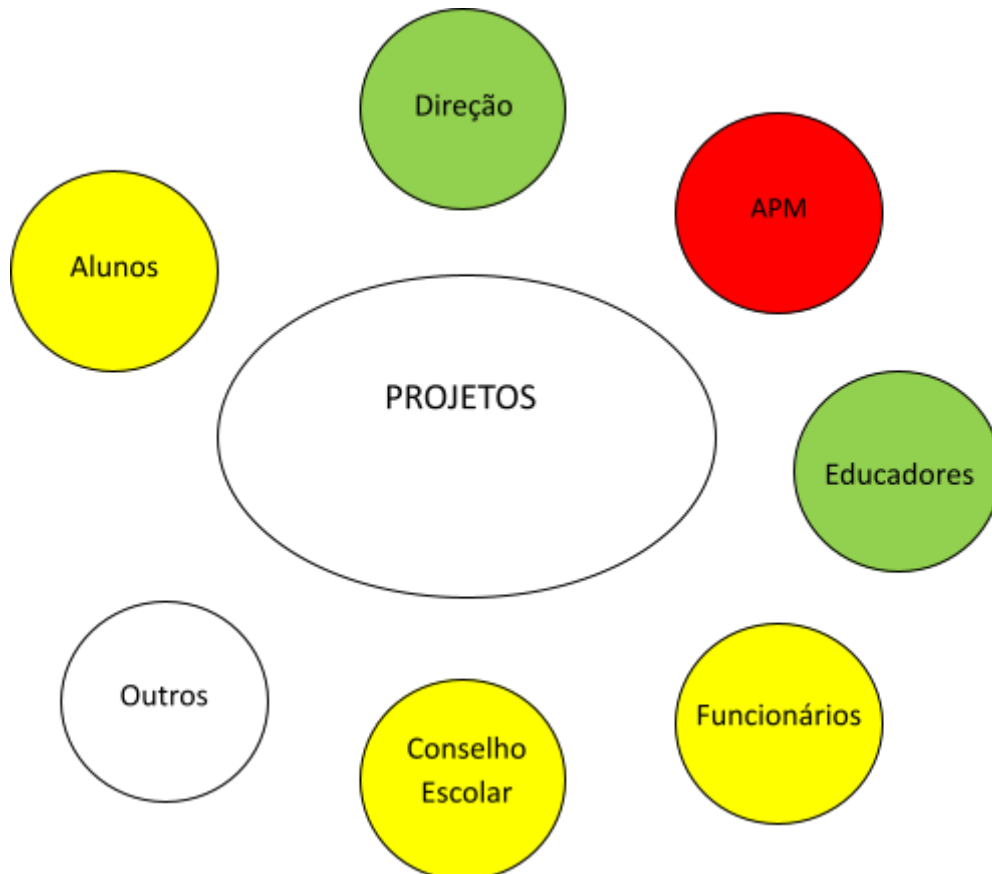 Direção
APM
Alunos
PROJETOS
Educadores
Outros
Funcionários
Conselho
Escolar